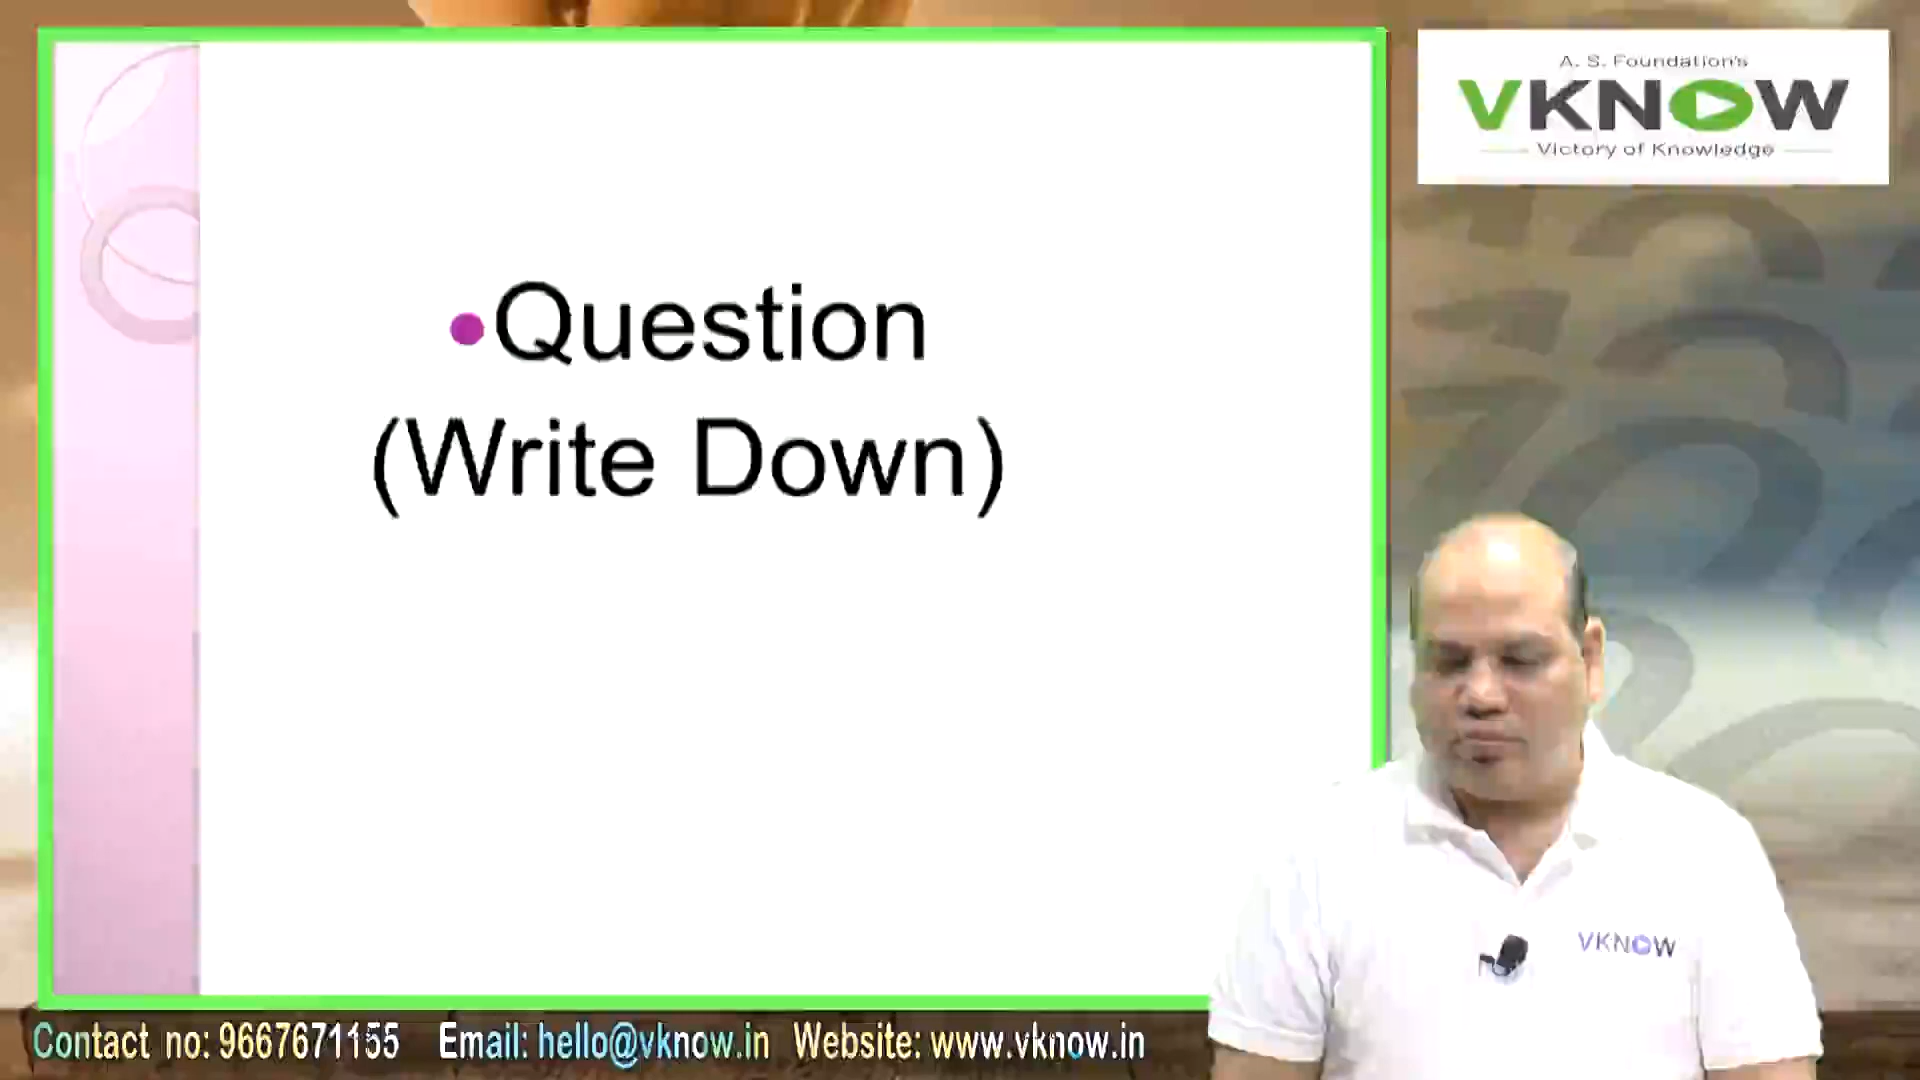 A. S. Foundation's
VKNOW
Victory of Knowledge
•Question
(Write Down)
VKNOW
Contact no: 9667671155 Email: hello@vknow.in Website: www.vknow.in